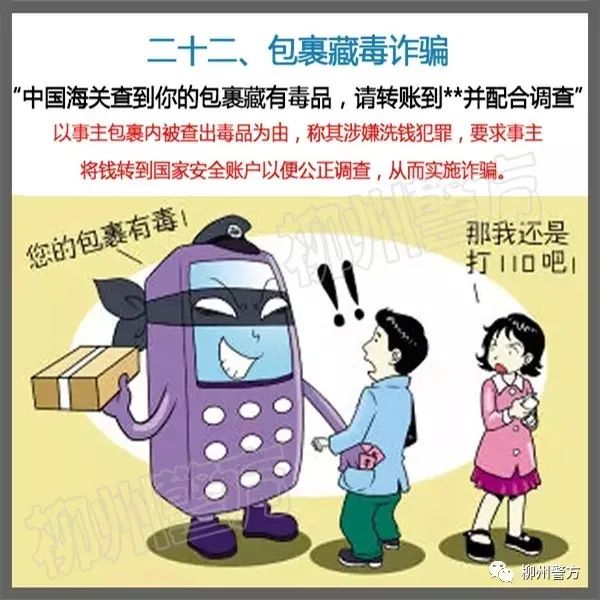 二十二、包裹藏毒诈骗
“中国海关查到你的包裹藏有毒品，请转账到**并配合调查”
以事主包裹内被查出毒品为由，称其涉嫌洗钱犯罪，要求事主
将钱转到国家安全账户以便公正调查，从而实施诈骗。
您的包裹有毒!
!!
那我还是
打110吧!
柳州警方
柳州警方
柳州警方